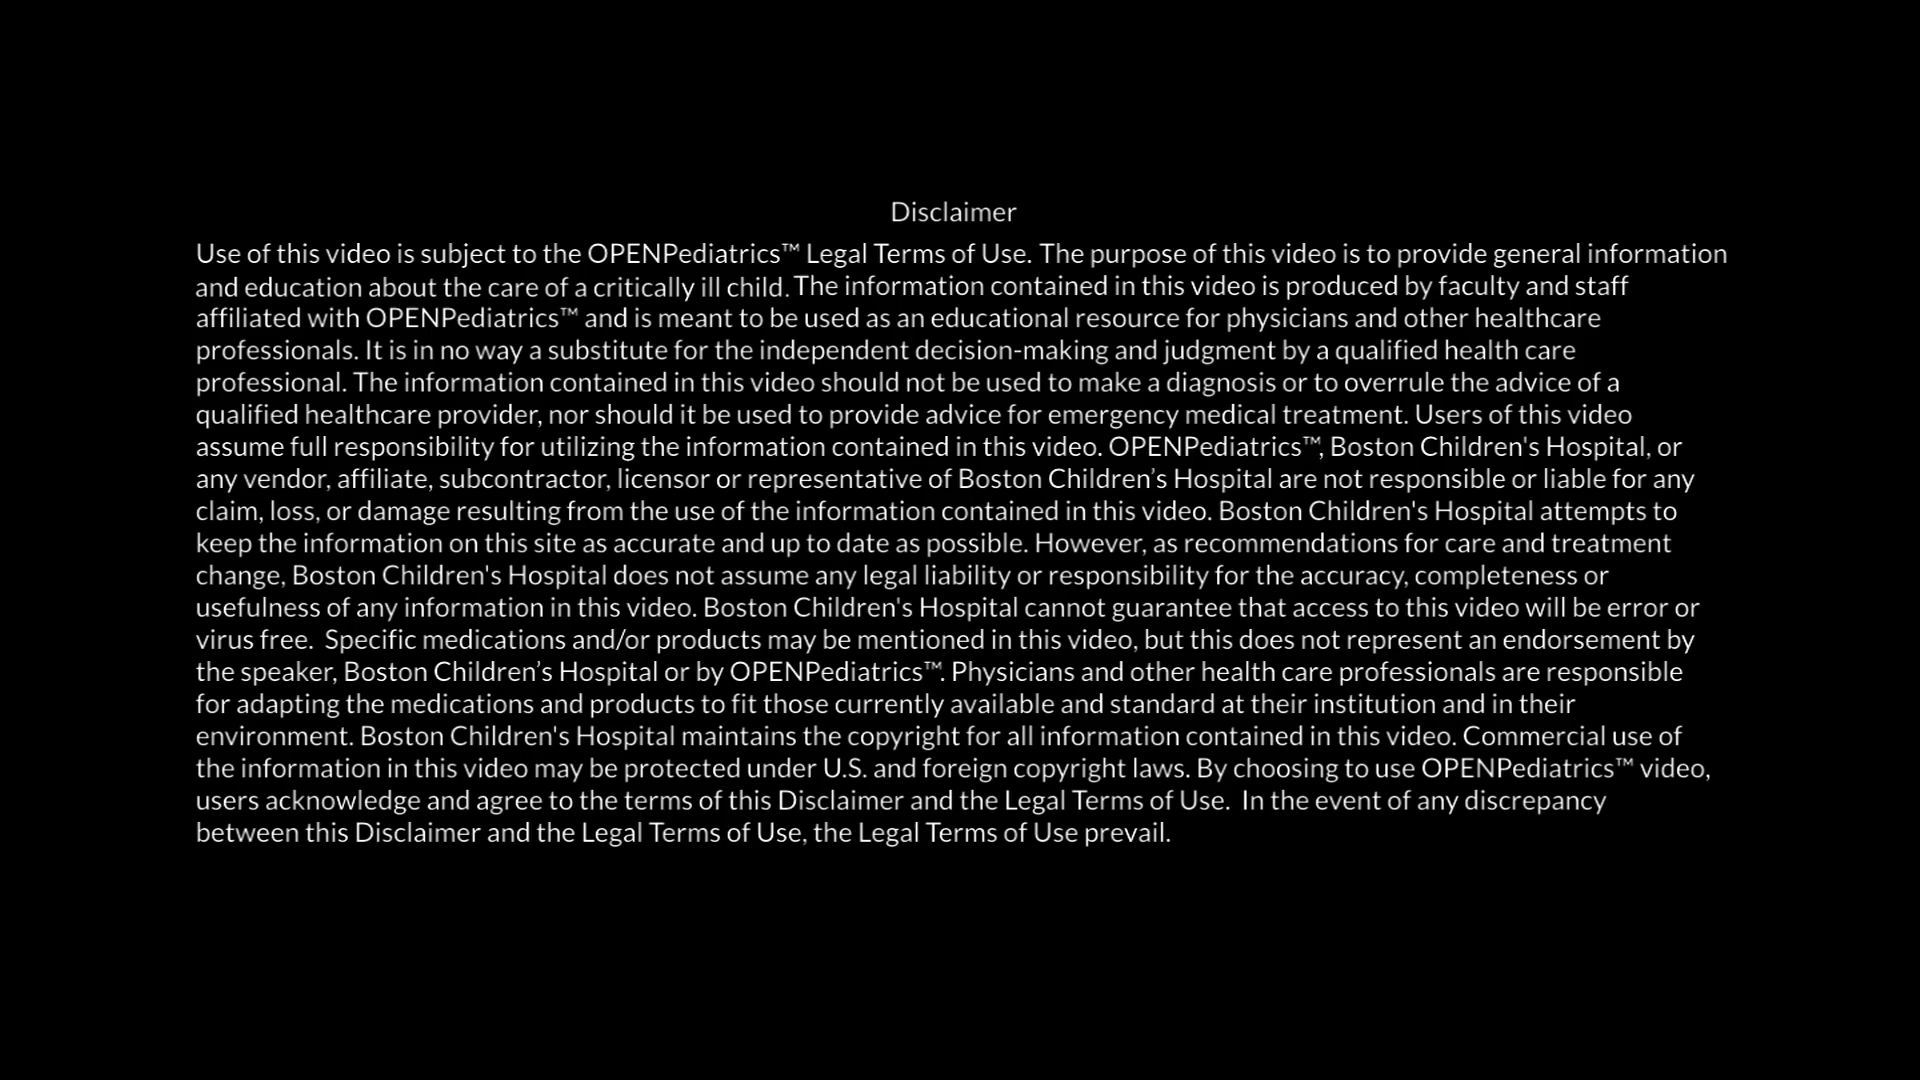 Disclaimer
Use of this video is subject to the OPENPediatrics™ Legal Terms of Use. The purpose of this video is to provide general information
and education about the care of a critically ill child. The information contained in this video is produced by faculty and staff
affiliated with OPENPediatrics™ and is meant to be used as an educational resource for physicians and other healthcare
professionals. It is in no way a substitute for the independent decision-making and judgment by a qualified health care
professional. The information contained in this video should not be used to make a diagnosis or to overrule the advice of a
qualified healthcare provider, nor should it be used to provide advice for emergency medical treatment. Users of this video
assume full responsibility for utilizing the information contained in this video. OPENPediatrics™, Boston Children's Hospital, or
any vendor, affiliate, subcontractor, licensor or representative of Boston Children’s Hospital are not responsible or liable for any
claim, loss, or damage resulting from the use of the information contained in this video. Boston Children's Hospital attempts to
keep the information on this site as accurate and up to date as possible. However, as recommendations for care and treatment
change, Boston Children's Hospital does not assume any legal liability or responsibility for the accuracy, completeness or
usefulness of any information in this video. Boston Children's Hospital cannot guarantee that access to this video will be error or
virus free.  Specific medications and/or products may be mentioned in this video, but this does not represent an endorsement by
the speaker, Boston Children’s Hospital or by OPENPediatrics™. Physicians and other health care professionals are responsible
for adapting the medications and products to fit those currently available and standard at their institution and in their
environment. Boston Children's Hospital maintains the copyright for all information contained in this video. Commercial use of
the information in this video may be protected under U.S. and foreign copyright laws. By choosing to use OPENPediatrics™ video,
users acknowledge and agree to the terms of this Disclaimer and the Legal Terms of Use.  In the event of any discrepancy
between this Disclaimer and the Legal Terms of Use, the Legal Terms of Use prevail.